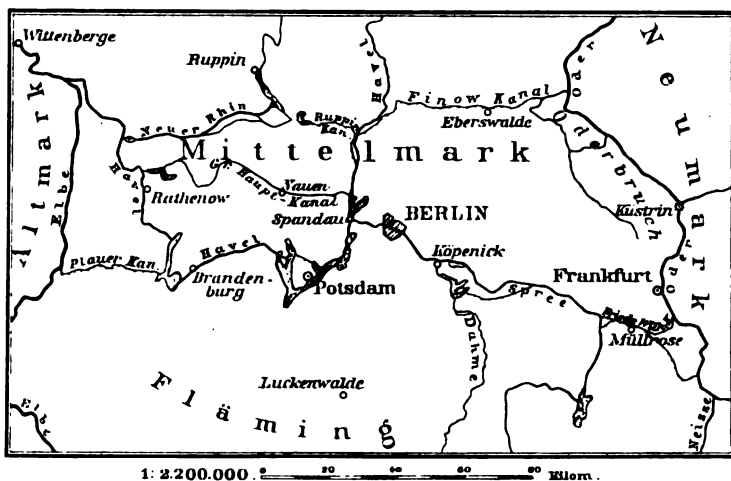 Wittenberge
Ruppin
Havel
Oder
Neumark
Finow Kanal
Eberswalde
Neuer Rhin
Ruppin
Kan.
Oderbruch
Mittelmark
Altmark
Elbe
Gr. Haupt-
Kanal
Nauen
Havel
Rathenow
Spandau
BERLIN
Küstrin
Oder
Plauer Kan.
Havel
Branden-
burg
Potsdam
Köpenick
Spree
Frankfurt
Müllrose
Dahme
Luckenwalde
Fläming
Elbe
Neisse
1:2.200.000. 0 20 40 60 80 Kilom.